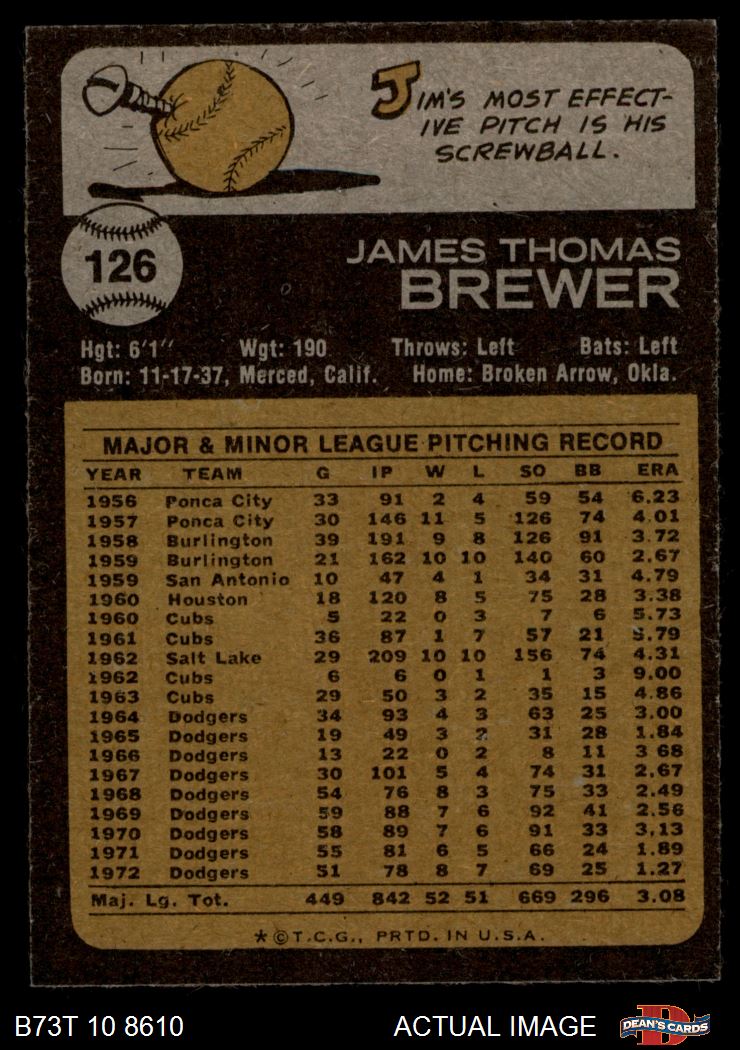 JIM'S MOST EFFECT-
IVE PITCH IS HIS
SCREWBALL.
126
JAMES THOMAS
BREWER
Hgt: 6'1" Wgt: 190 Throws: Left Bats: Left
Born: 11-17-37, Merced, Calif. Home: Broken Arrow, Okla.
MAJOR & MINOR LEAGUE PITCHING RECORD
YEAR TEAM G IP W L SO BB ERA
1956 Ponca City 33 91 2 4 59 54 6.23
1957 Ponca City 30 146 11 5 126 74 4.01
1958 Burlington 39 191 9 8 126 91 3.72
1959 Burlington 21 162 10 10 140 60 2.67
1959 San Antonio 10 47 4 1 34 31 4.79
1960 Houston 18 120 8 5 75 28 3.38
1960 Cubs 5 22 0 3 7 6 5.73
1961 Cubs 36 87 1 7 57 21 5.79
1962 Salt Lake 29 209 10 10 156 74 4.31
1962 Cubs 6 6 0 1 1 3 9.00
1963 Cubs 29 50 3 2 35 15 4.86
1964 Dodgers 34 93 4 3 63 25 3.00
1965 Dodgers 19 49 3 2 31 28 1.84
1966 Dodgers 13 22 0 2 8 11 3 68
1967 Dodgers 30 101 5 4 74 31 2.67
1968 Dodgers 54 76 8 3 75 33 2.49
1969 Dodgers 59 88 7 6 92 41 2.56
1970 Dodgers 58 89 7 6 91 33 3.13
1971 Dodgers 55 81 6 5 66 24 1.89
1972 Dodgers 51 78 8 7 69 25 1.27
Maj. Lg. Tot. 449 842 52 51 669 296 3.08
* © T.C.G., PRTD. IN U.S.A.
B73T 10 8610 ACTUAL IMAGE D DEAN'S CARDS